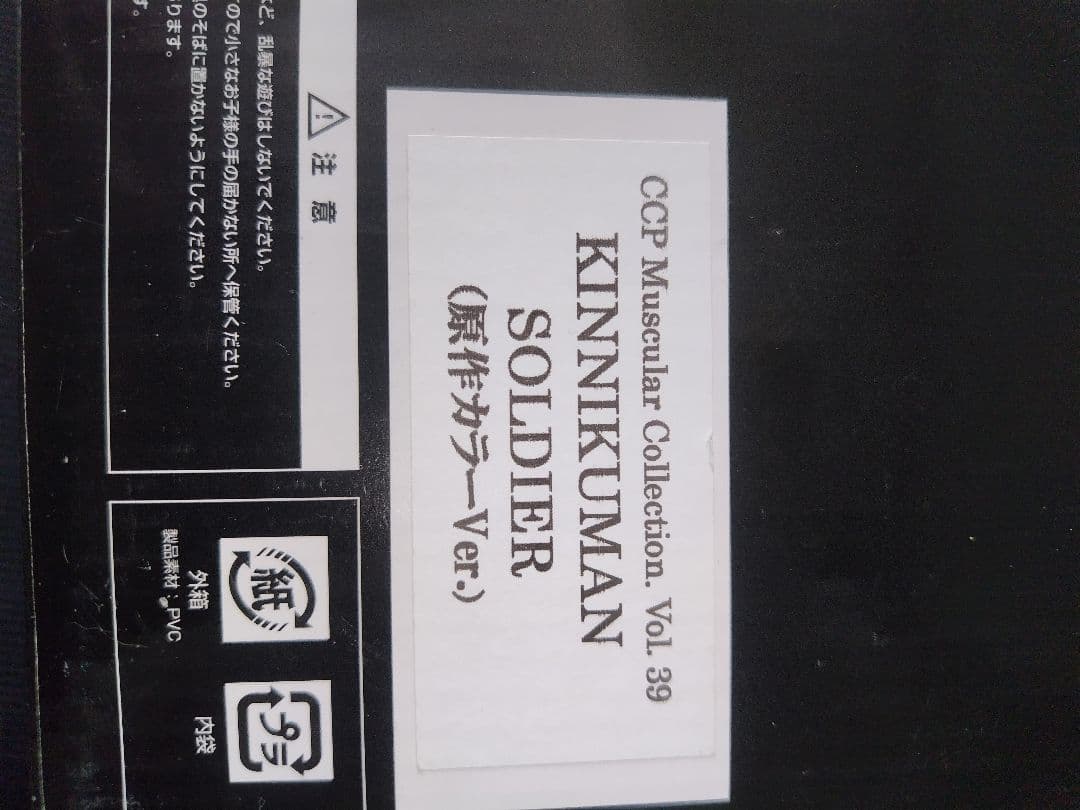 CCP Muscular Collection. Vol. 39
KINNIKUMAN
SOLDIER
(原作カラーVer.)
注 意
ど、乱暴な遊びはしないでください。
ので小さなお子様の手の届かない所へ保管ください。
のそばに置かないようにしてください。
ります。
す。
紙
外箱
製品素材：PVC
プラ
内袋